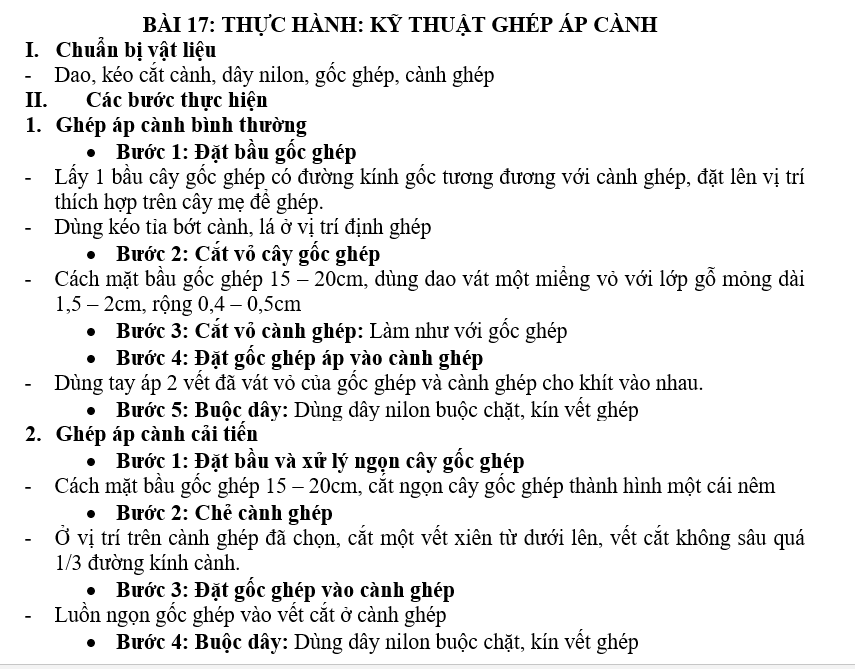 BÀI 17: THỰC HÀNH: KỸ THUẬT GHÉP ÁP CÀNH
I. Chuẩn bị vật liệu
- Dao, kéo cắt cành, dây nilon, gốc ghép, cành ghép
II. Các bước thực hiện
1. Ghép áp cành bình thường
• Bước 1: Đặt bầu gốc ghép
- Lấy 1 bầu cây gốc ghép có đường kính gốc tương đương với cành ghép, đặt lên vị trí
thích hợp trên cây mẹ để ghép.
- Dùng kéo tỉa bớt cành, lá ở vị trí định ghép
• Bước 2: Cắt vỏ cây gốc ghép
- Cách mặt bầu gốc ghép 15 – 20cm, dùng dao vát một miếng vỏ với lớp gỗ mỏng dài
1,5 – 2cm, rộng 0,4 – 0,5cm
• Bước 3: Cắt vỏ cành ghép: Làm như với gốc ghép
• Bước 4: Đặt gốc ghép áp vào cành ghép
- Dùng tay áp 2 vết đã vát vỏ của gốc ghép và cành ghép cho khít vào nhau.
• Bước 5: Buộc dây: Dùng dây nilon buộc chặt, kín vết ghép
2. Ghép áp cành cải tiến
• Bước 1: Đặt bầu và xử lý ngọn cây gốc ghép
- Cách mặt bầu gốc ghép 15 – 20cm, cắt ngọn cây gốc ghép thành hình một cái nêm
• Bước 2: Chẻ cành ghép
- Ở vị trí trên cành ghép đã chọn, cắt một vết xiên từ dưới lên, vết cắt không sâu quá
1/3 đường kính cành.
• Bước 3: Đặt gốc ghép vào cành ghép
- Luồn ngọn gốc ghép vào vết cắt ở cành ghép
• Bước 4: Buộc dây: Dùng dây nilon buộc chặt, kín vết ghép